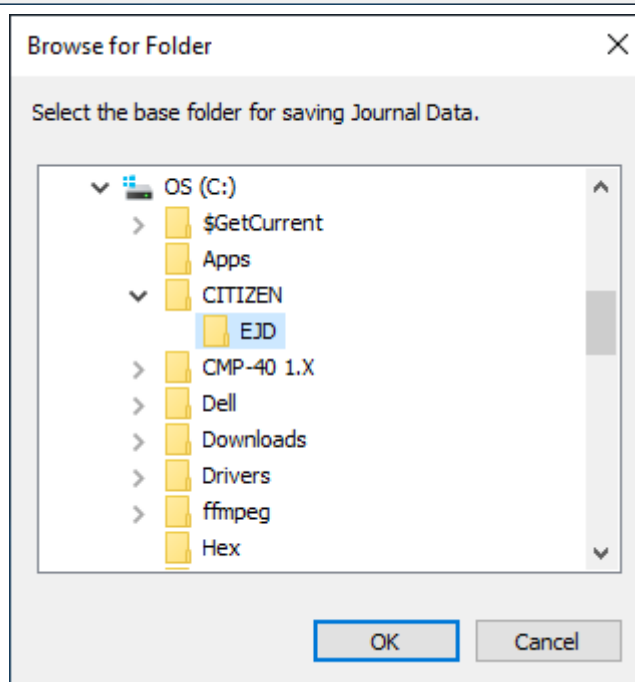 Browse for Folder
Select the base folder for saving Journal Data.
OS (C:)
$GetCurrent
Apps
CITIZEN
EJD
CMP-40 1.X
Dell
Downloads
Drivers
ffmpeg
Hex
OK Cancel